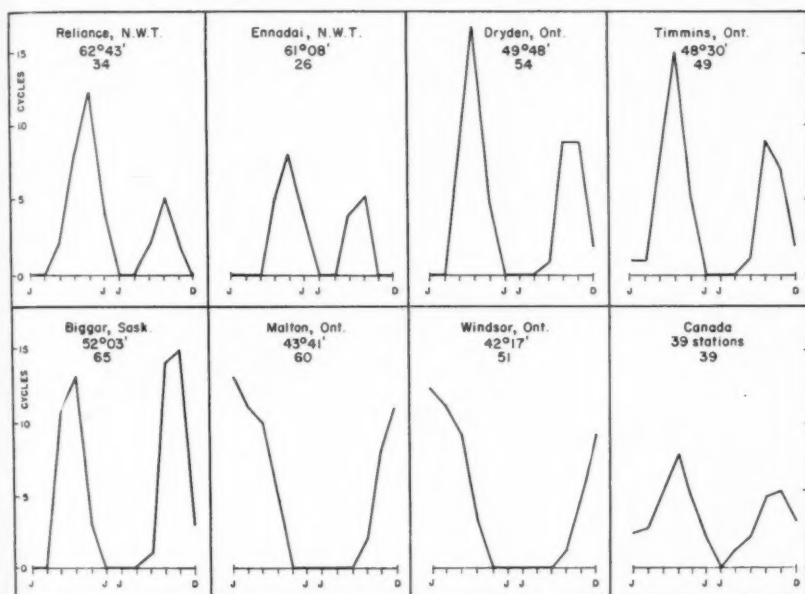 Reliance, N.W.T.
62°43'
34
Ennadai, N.W.T.
61°08'
26
Dryden, Ont.
49°48'
54
Timmins, Ont.
48°30'
49
15
10
5
0
CYCLES
J J D
J J D
J J D
J J D
Biggar, Sask.
52°03'
65
Malton, Ont.
43°41'
60
Windsor, Ont.
42°17'
51
Canada
39 stations
39
15
10
5
0
CYCLES
J J D
J J D
J J D
J J D